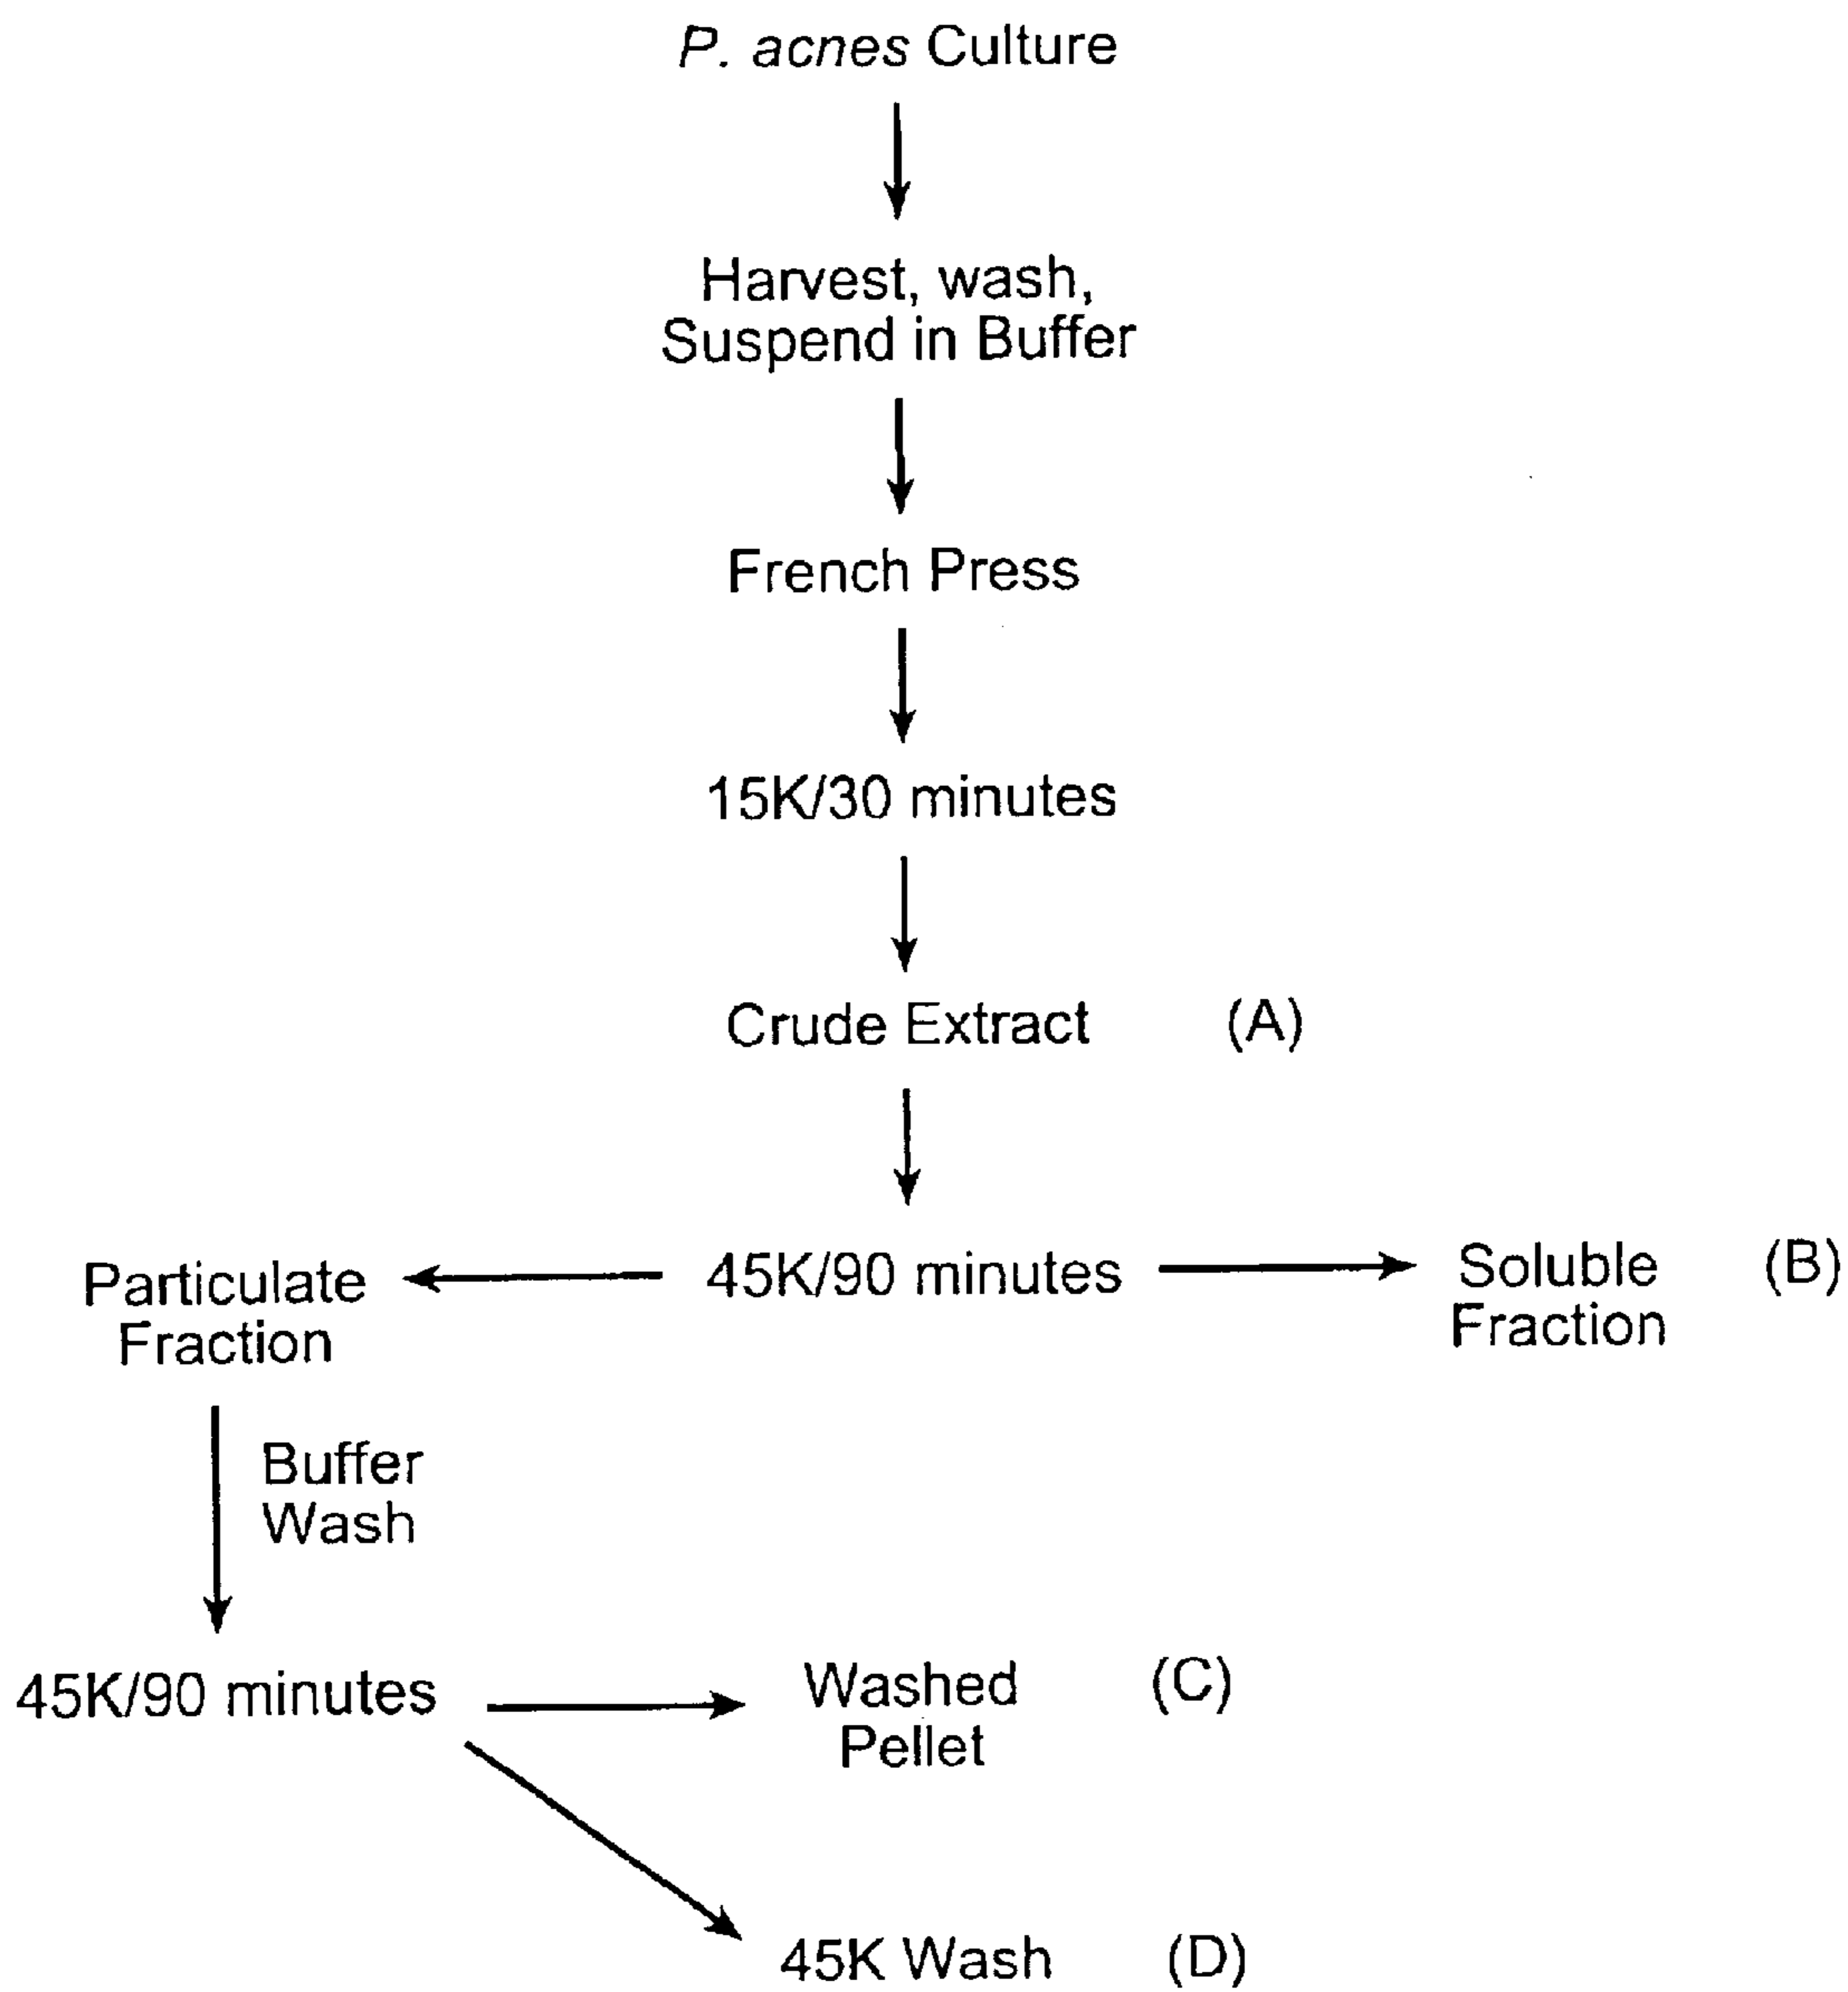 P. acnes Culture
Harvest, wash,
Suspend in Buffer
French Press
15K/30 minutes
Crude Extract (A)
Particulate
Fraction
45K/90 minutes
Soluble (B)
Fraction
Buffer
Wash
45K/90 minutes
Washed (C)
Pellet
45K Wash (D)